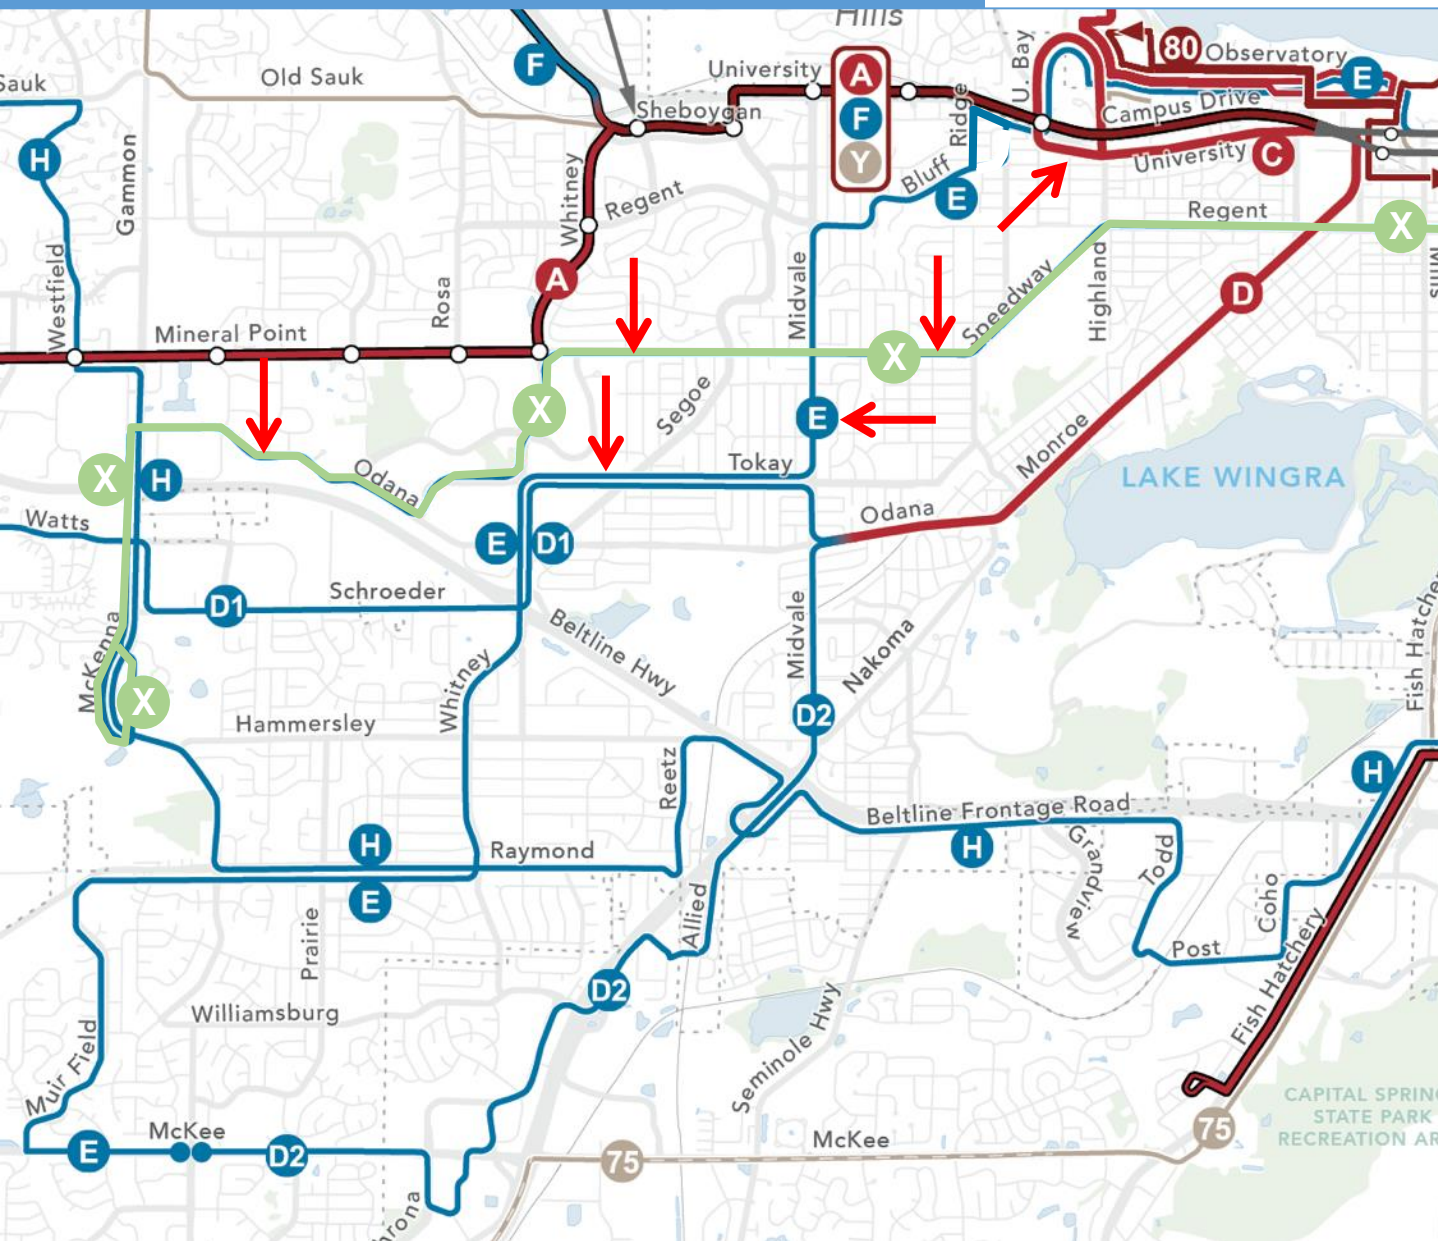 Hills
F
University
A
F
Y
U. Bay
80
Observatory
E
Sauk
Old Sauk
Sheboygan
Ridge
Campus Drive
H
Gammon
Whitney
Regent
Bluff
E
University
C
Regent
X
Westfield
A
Midvale
Speedway
Highland
D
Rosa
Mineral Point
X
X
Segoe
E
Monroe
LAKE WINGRA
X
H
Odana
Tokay
Odana
Watts
E
D1
D1
Schroeder
Beltline Hwy
Midvale
Nakoma
Fish Hatcher
McKenna
X
Whitney
D2
Hammersley
Reetz
H
H
Raymond
Beltline Frontage Road
H
E
Grandview
Todd
Coho
Allied
Prairie
Post
D2
Williamsburg
Seminole Hwy
Fish Hatchery
Muir Field
CAPITAL SPRING
STATE PARK
RECREATION AR
McKee
E
D2
McKee
75
75
rona